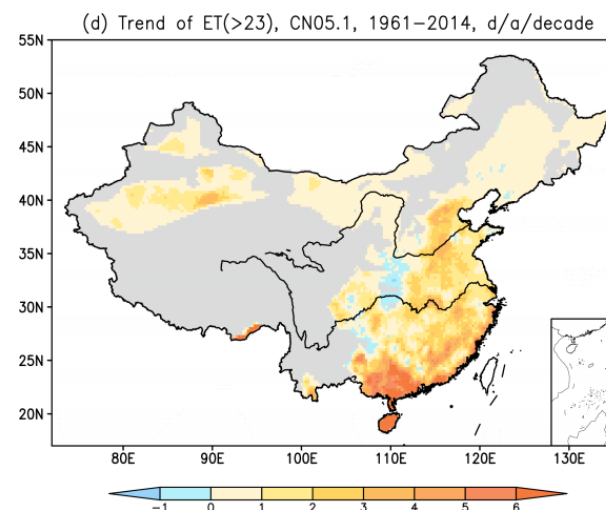 (d) Trend of ET(>23), CN05.1, 1961−2014, d/a/decade
55N
50N
45N
40N
35N
30N
25N
20N
80E 90E 100E 110E 120E 130E
−1 0 1 2 3 4 5 6